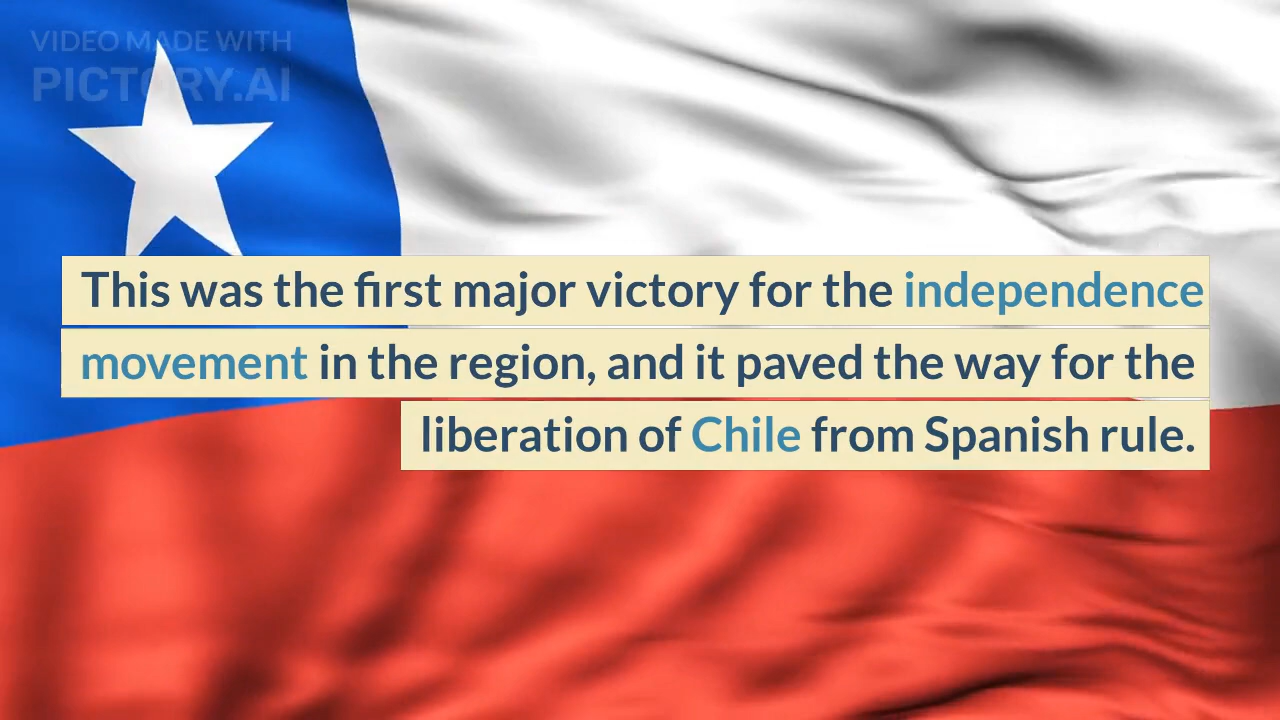 VIDEO MADE WITH
PICTORY.AI
This was the first major victory for the independence
movement in the region, and it paved the way for the
liberation of Chile from Spanish rule.